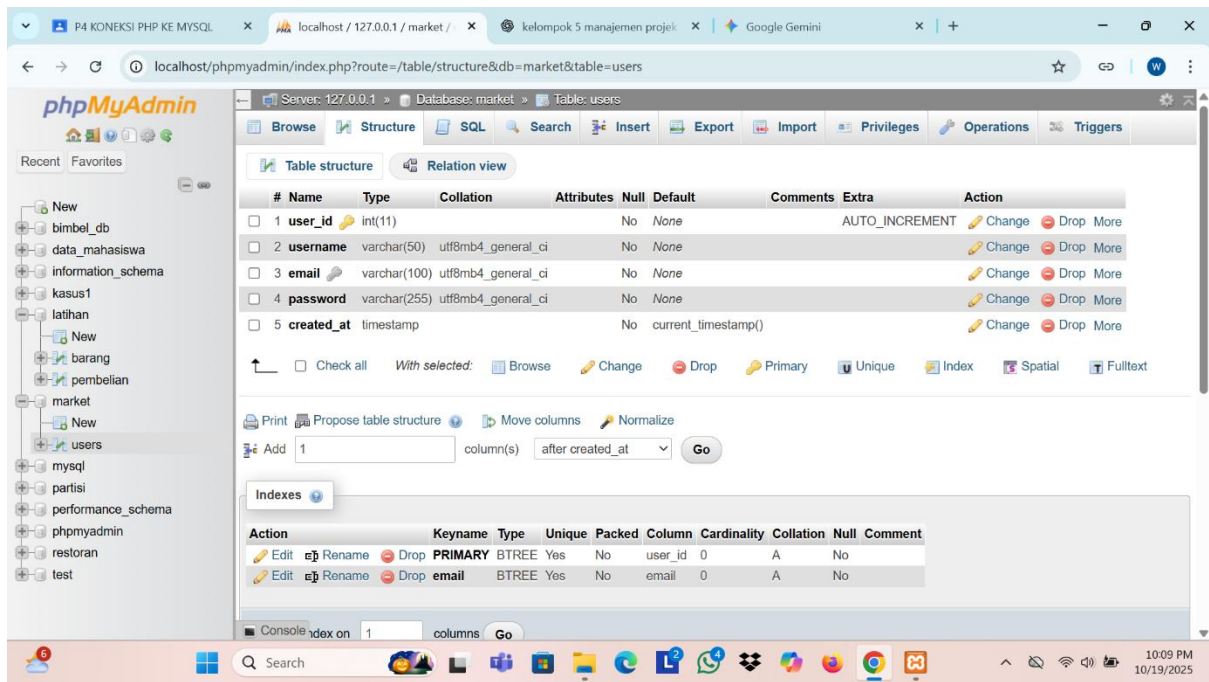 P4 KONEKSI PHP KE MYSQL
localhost / 127.0.0.1 / market /
kelompok 5 manajemen projek
Google Gemini
localhost/phpmyadmin/index.php?route=/table/structure&db=market&table=users
W
phpMyAdmin
Recent Favorites
New
bimbel_db
data_mahasiswa
information_schema
kasus1
latihan
New
barang
pembelian
market
New
users
mysql
partisi
performance_schema
phpmyadmin
restoran
test
Server: 127.0.0.1 » Database: market » Table: users
Browse Structure SQL Search Insert Export Import Privileges Operations Triggers
Table structure Relation view
# Name Type Collation Attributes Null Default Comments Extra Action
1 user_id int(11) No None AUTO_INCREMENT Change Drop More
2 username varchar(50) utf8mb4_general_ci No None Change Drop More
3 email varchar(100) utf8mb4_general_ci No None Change Drop More
4 password varchar(255) utf8mb4_general_ci No None Change Drop More
5 created_at timestamp No current_timestamp() Change Drop More
Check all With selected: Browse Change Drop Primary Unique Index Spatial Fulltext
Print Propose table structure Move columns Normalize
Add 1 column(s) after created_at Go
Indexes
Action Keyname Type Unique Packed Column Cardinality Collation Null Comment
Edit Rename Drop PRIMARY BTREE Yes No user_id 0 A No
Edit Rename Drop email BTREE Yes No email 0 A No
Console ndex on 1 columns Go
6
Search
2
4
10:09 PM
10/19/2025